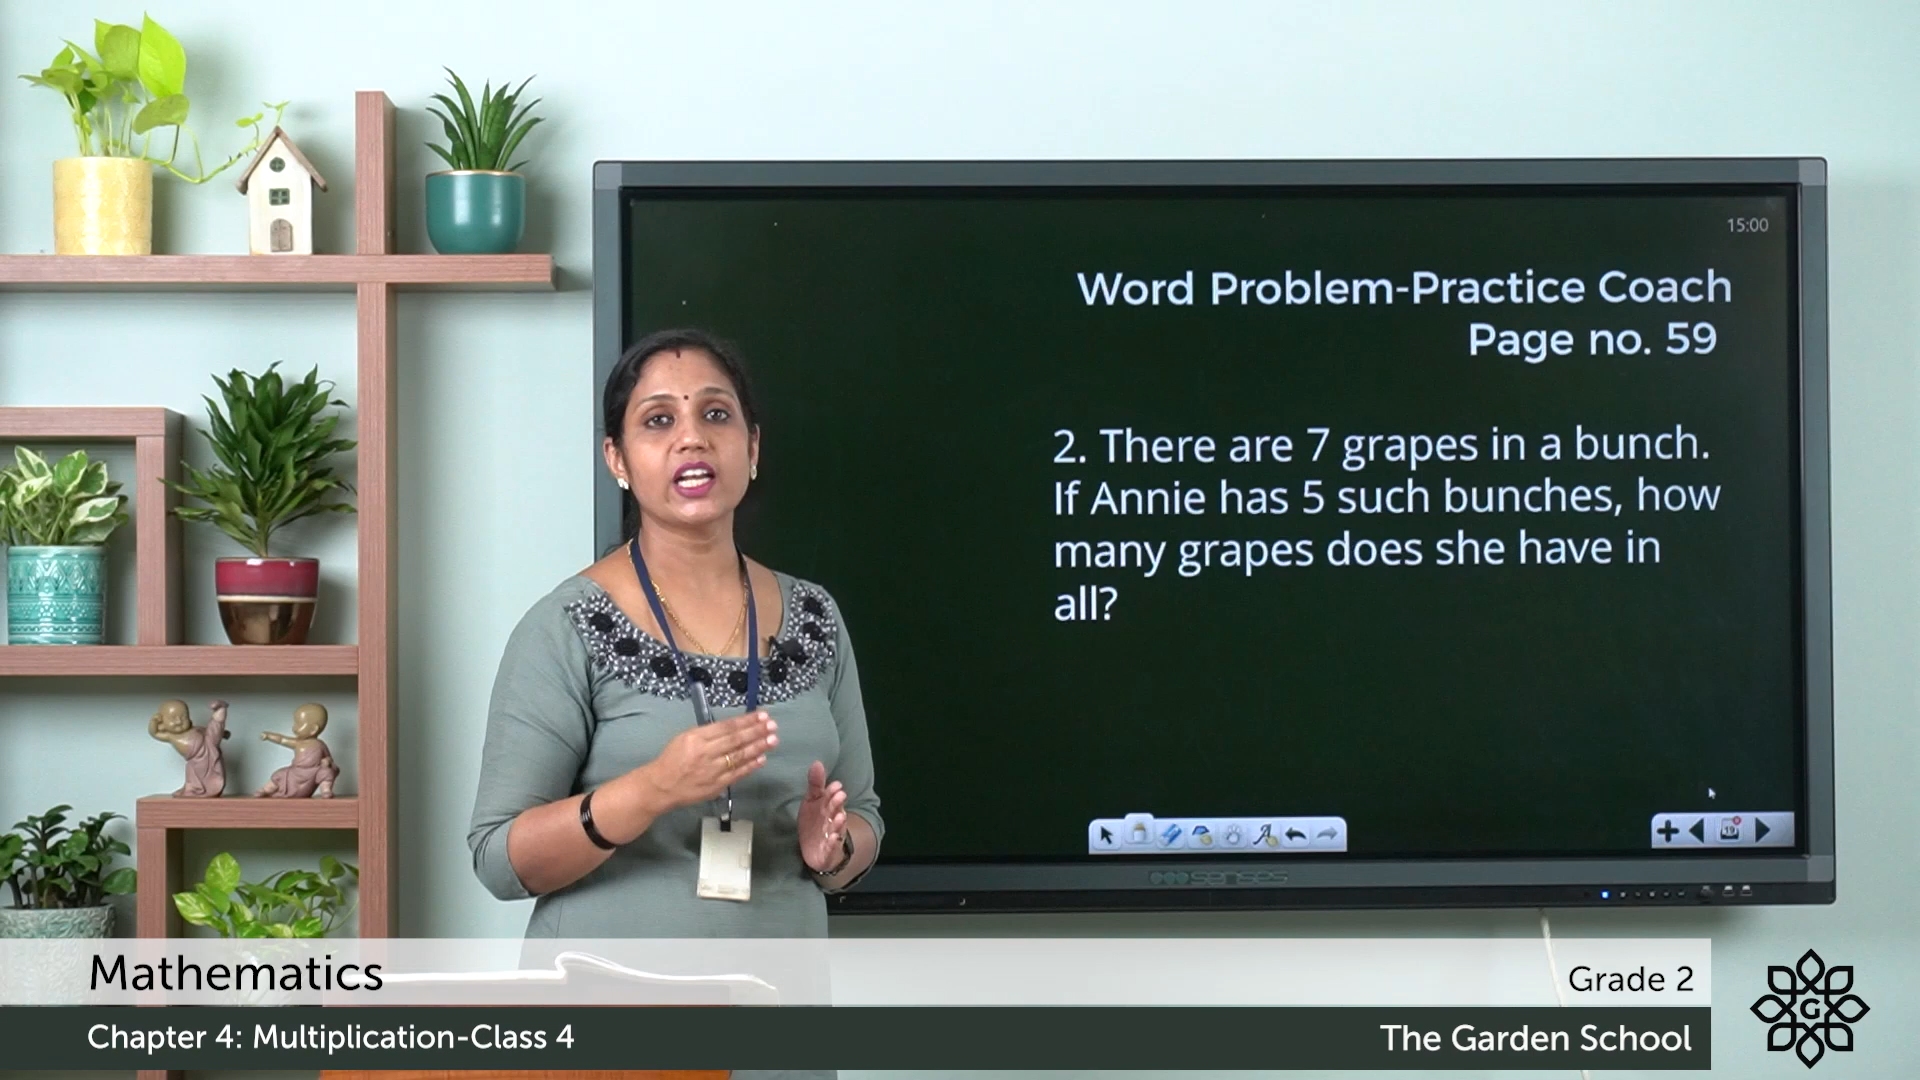 15:00
Word Problem-Practice Coach
Page no. 59
2. There are 7 grapes in a bunch.
If Annie has 5 such bunches, how
many grapes does she have in
all?
19
senses
Mathematics
Grade 2
Chapter 4: Multiplication-Class 4
The Garden School
G